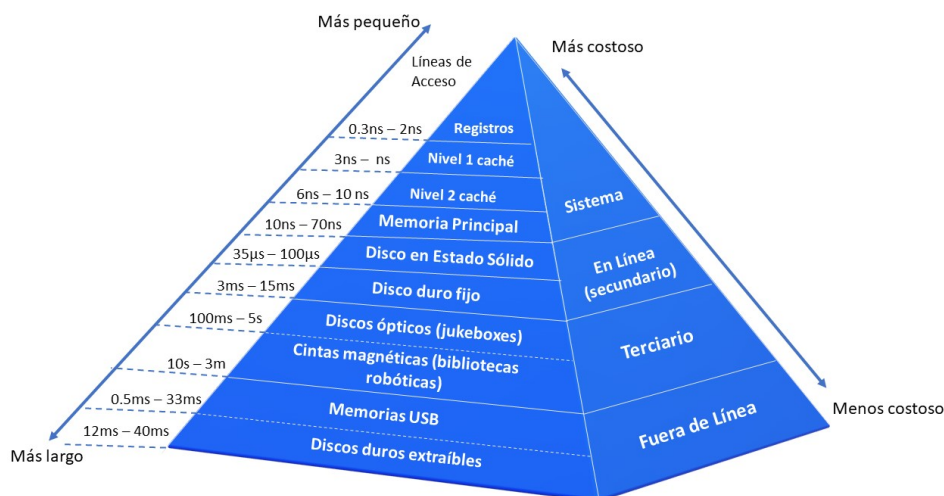 Más pequeño
Más costoso
Líneas de
Acceso
0.3ns – 2ns
Registros
3ns – ns
Nivel 1 caché
6ns – 10 ns
Nivel 2 caché
Sistema
10ns – 70ns
Memoria Principal
35µs – 100µs
Disco en Estado Sólido
En Línea
(secundario)
3ms – 15ms
Disco duro fijo
100ms – 5s
Discos ópticos (jukeboxes)
Terciario
10s – 3m
Cintas magnéticas (bibliotecas
robóticas)
0.5ms – 33ms
Memorias USB
Fuera de Línea
Menos costoso
12ms – 40ms
Discos duros extraíbles
Más largo